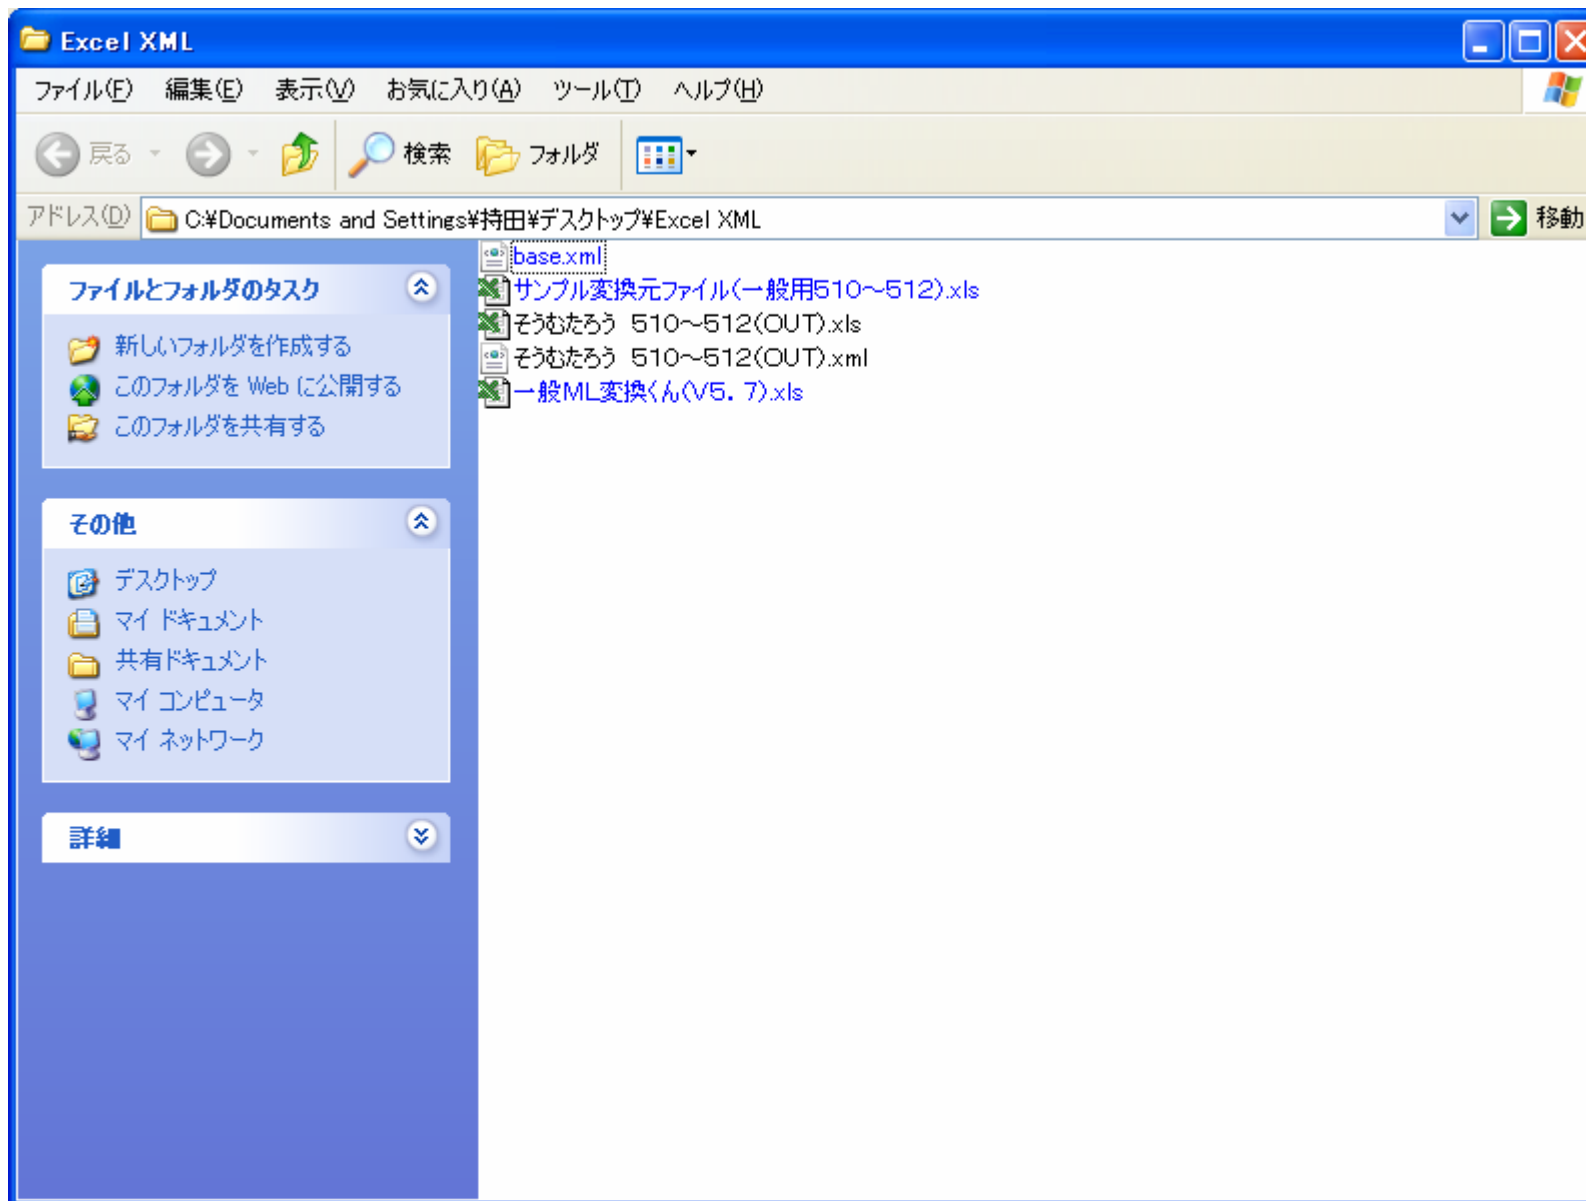 Excel XML
ファイル(F) 編集(E) 表示(V) お気に入り(A) ツール(T) ヘルプ(H)
戻る 検索 フォルダ
アドレス(D) C:¥Documents and Settings¥持田¥デスクトップ¥Excel XML 移動
ファイルとフォルダのタスク
新しいフォルダを作成する
このフォルダを Web に公開する
このフォルダを共有する
その他
デスクトップ
マイ ドキュメント
共有ドキュメント
マイ コンピュータ
マイ ネットワーク
詳細
base.xml
サンプル変換元ファイル(一般用510～512).xls
そうむたろう 510～512(OUT).xls
そうむたろう 510～512(OUT).xml
一般ML変換くん(V5．7).xls